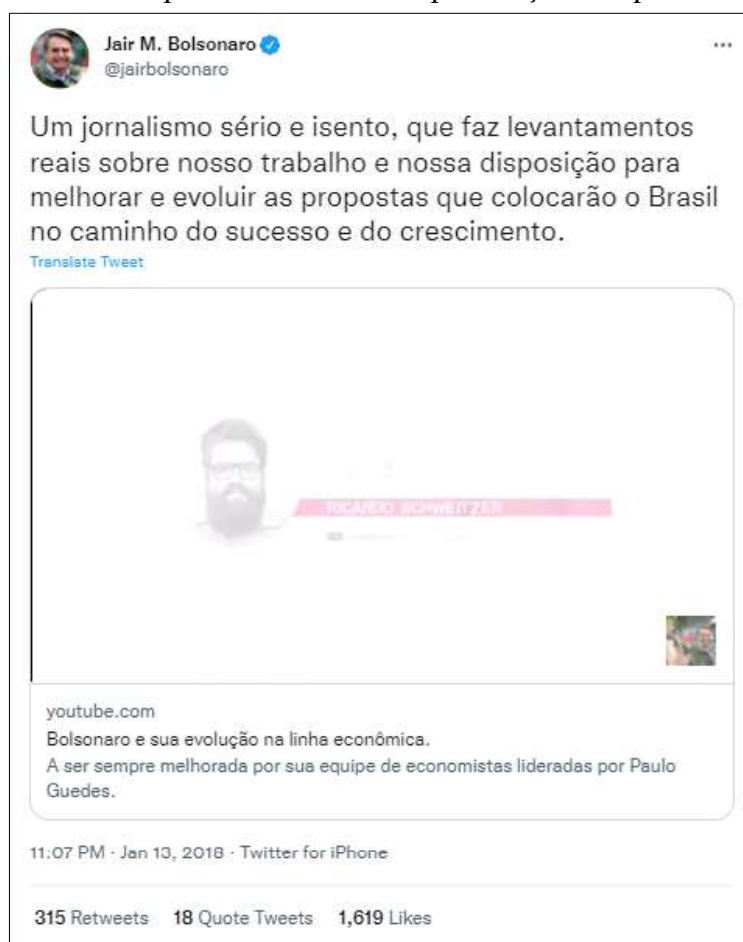 Jair M. Bolsonaro
@jairbolsonaro
Um jornalismo sério e isento, que faz levantamentos
reais sobre nosso trabalho e nossa disposição para
melhorar e evoluir as propostas que colocarão o Brasil
no caminho do sucesso e do crescimento.
Translate Tweet
RICARDO SCHWEITZER
youtube.com
Bolsonaro e sua evolução na linha econômica.
A ser sempre melhorada por sua equipe de economistas lideradas por Paulo
Guedes.
11:07 PM · Jan 13, 2018 · Twitter for iPhone
315 Retweets 18 Quote Tweets 1,619 Likes